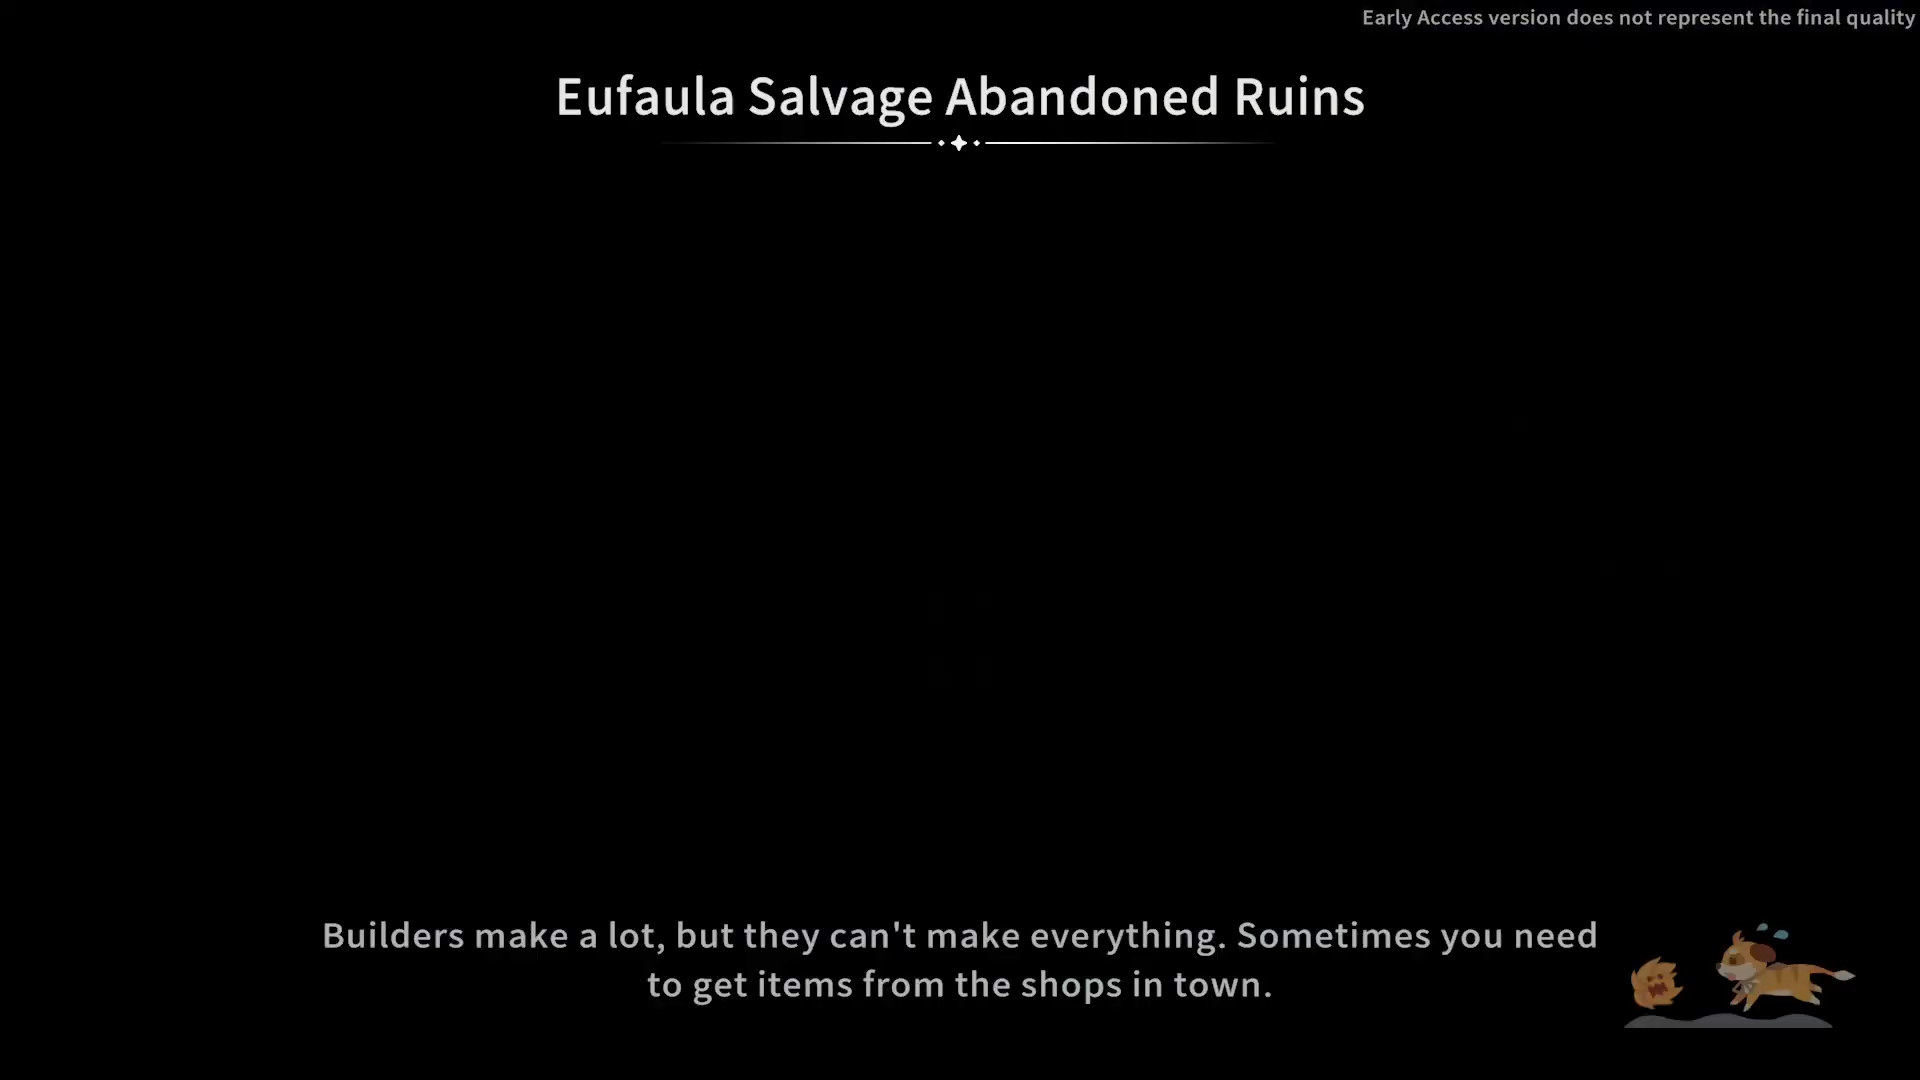 Early Access version does not represent the final quality
Eufaula Salvage Abandoned Ruins
Builders make a lot, but they can't make everything. Sometimes you need
to get items from the shops in town.